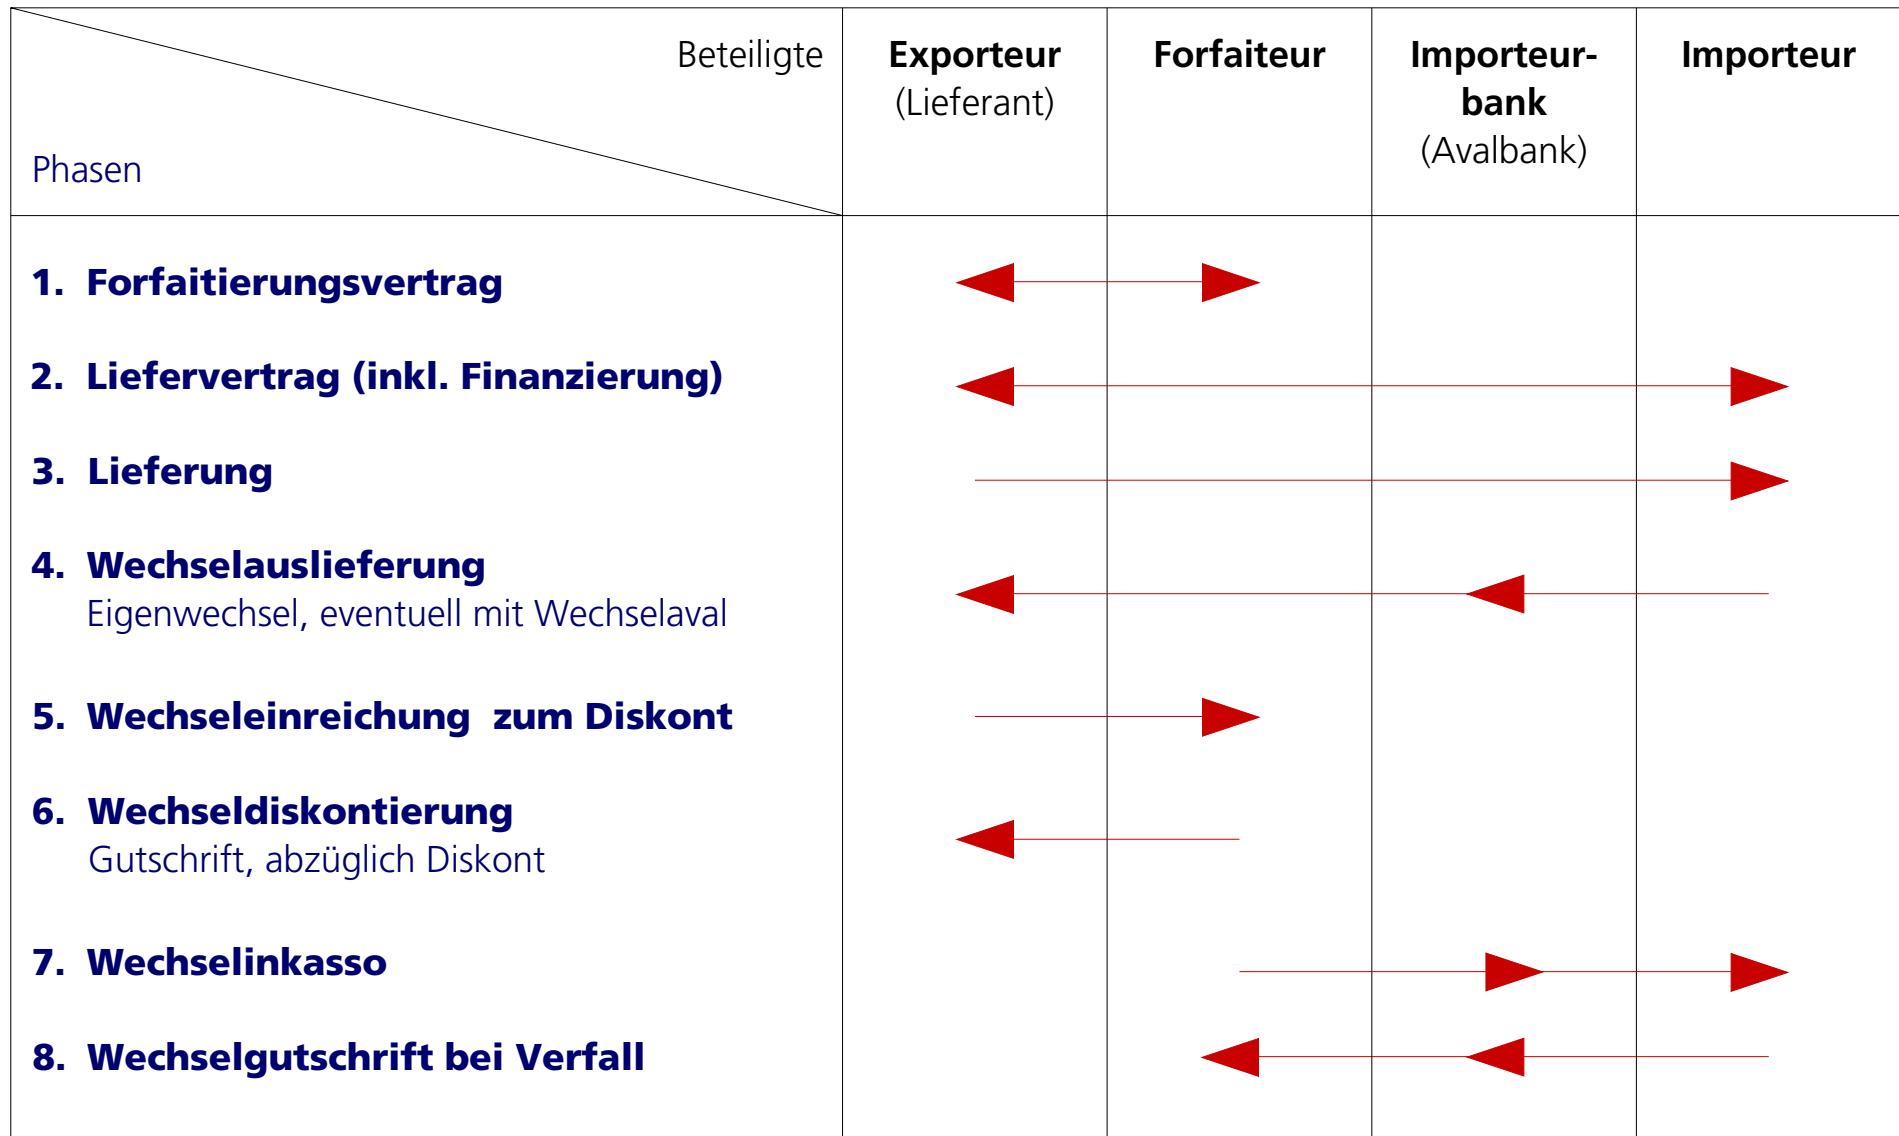 Beteiligte
Phasen
Exporteur
(Lieferant)
Forfaiteur
Importeur-
bank
(Avalbank)
Importeur
1. Forfaitierungsvertrag
2. Liefervertrag (inkl. Finanzierung)
3. Lieferung
4. Wechselauslieferung
Eigenwechsel, eventuell mit Wechselaval
5. Wechseleinreichung zum Diskont
6. Wechseldiskontierung
Gutschrift, abzüglich Diskont
7. Wechselinkasso
8. Wechselgutschrift bei Verfall